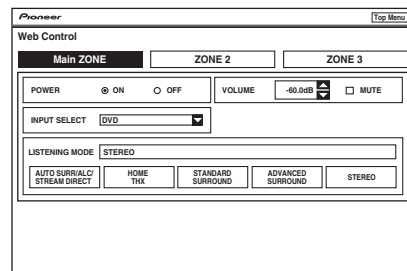 Pioneer
Top Menu
Web Control
Main ZONE
ZONE 2
ZONE 3
POWER ON OFF
VOLUME -60.0dB MUTE
INPUT SELECT DVD
LISTENING MODE STEREO
AUTO SURR/ALC/
STREAM DIRECT
HOME
THX
STANDARD
SURROUND
ADVANCED
SURROUND
STEREO